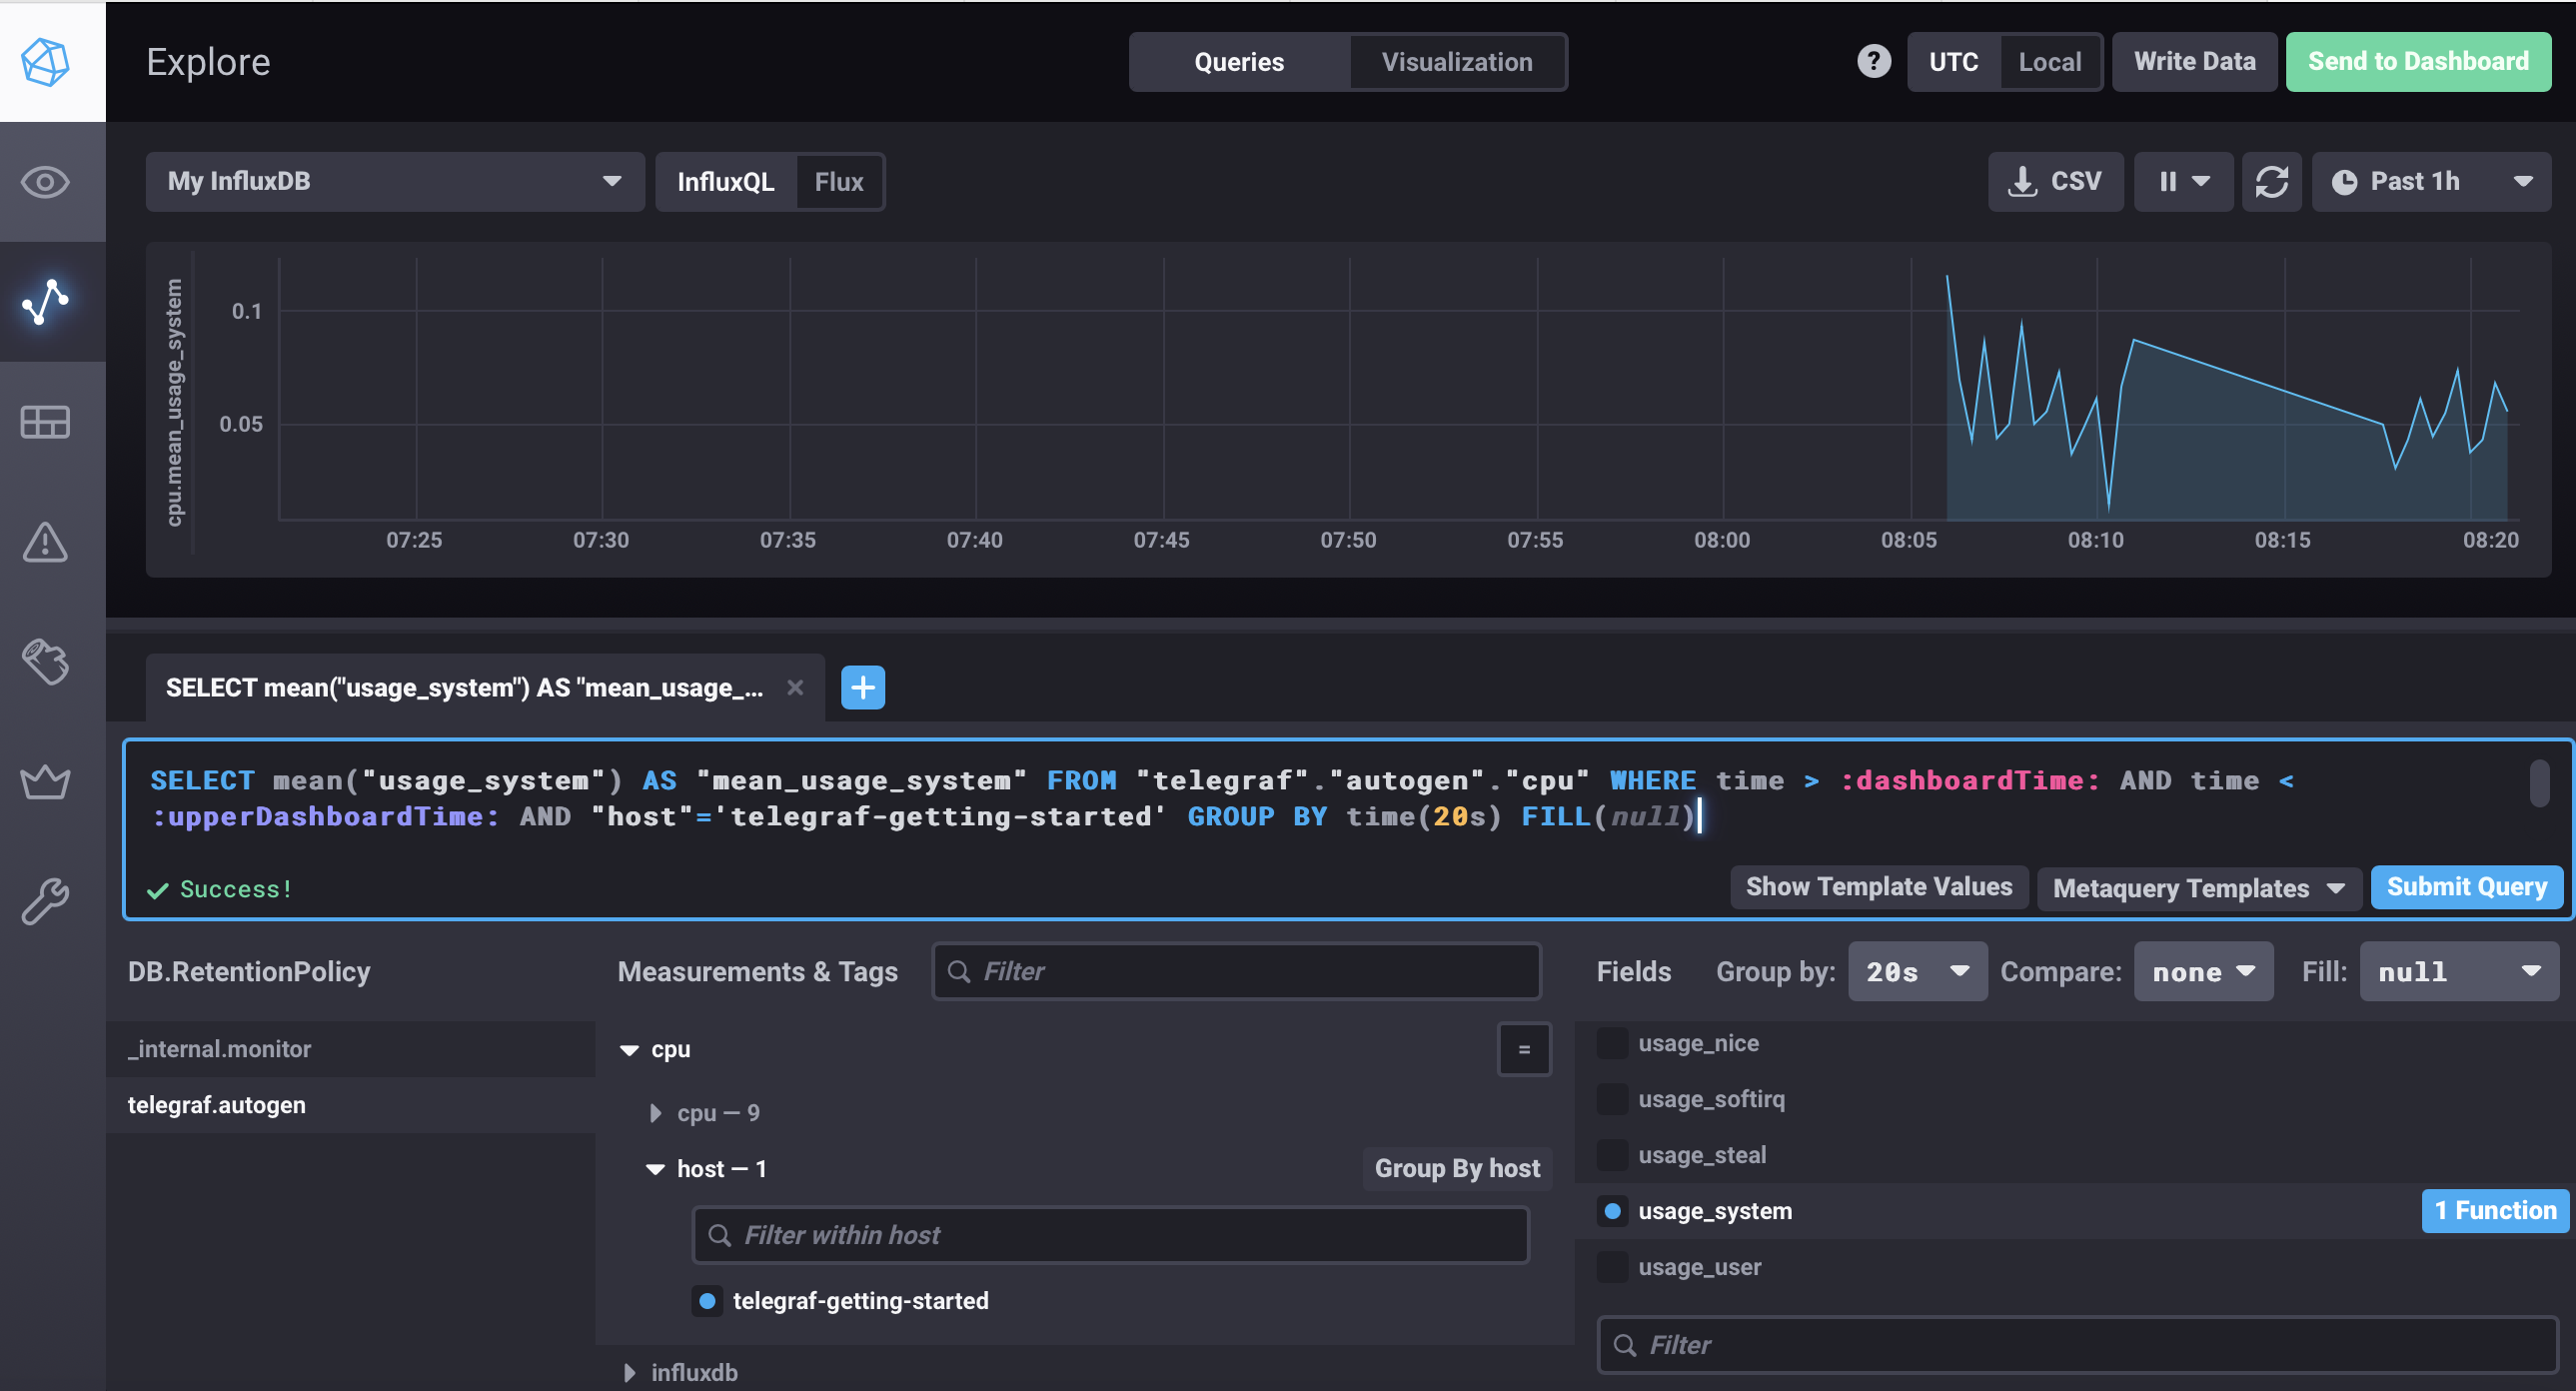 Explore
Queries
Visualization
?
UTC
Local
Write Data
Send to Dashboard
My InfluxDB
InfluxQL
Flux
CSV
Past 1h
cpu.mean_usage_system
0.1
0.05
07:25
07:30
07:35
07:40
07:45
07:50
07:55
08:00
08:05
08:10
08:15
08:20
SELECT mean("usage_system") AS "mean_usage_...
SELECT mean("usage_system") AS "mean_usage_system" FROM "telegraf"."autogen"."cpu" WHERE time > :dashboardTime: AND time <
:upperDashboardTime: AND "host"='telegraf-getting-started' GROUP BY time(20s) FILL(null)
Success!
Show Template Values
Metaquery Templates
Submit Query
DB.RetentionPolicy
_internal.monitor
telegraf.autogen
Measurements & Tags
Filter
cpu
=
cpu — 9
host — 1
Group By host
Filter within host
telegraf-getting-started
influxdb
Fields
Group by:
20s
Compare:
none
Fill:
null
usage_nice
usage_softirq
usage_steal
usage_system
1 Function
usage_user
Filter